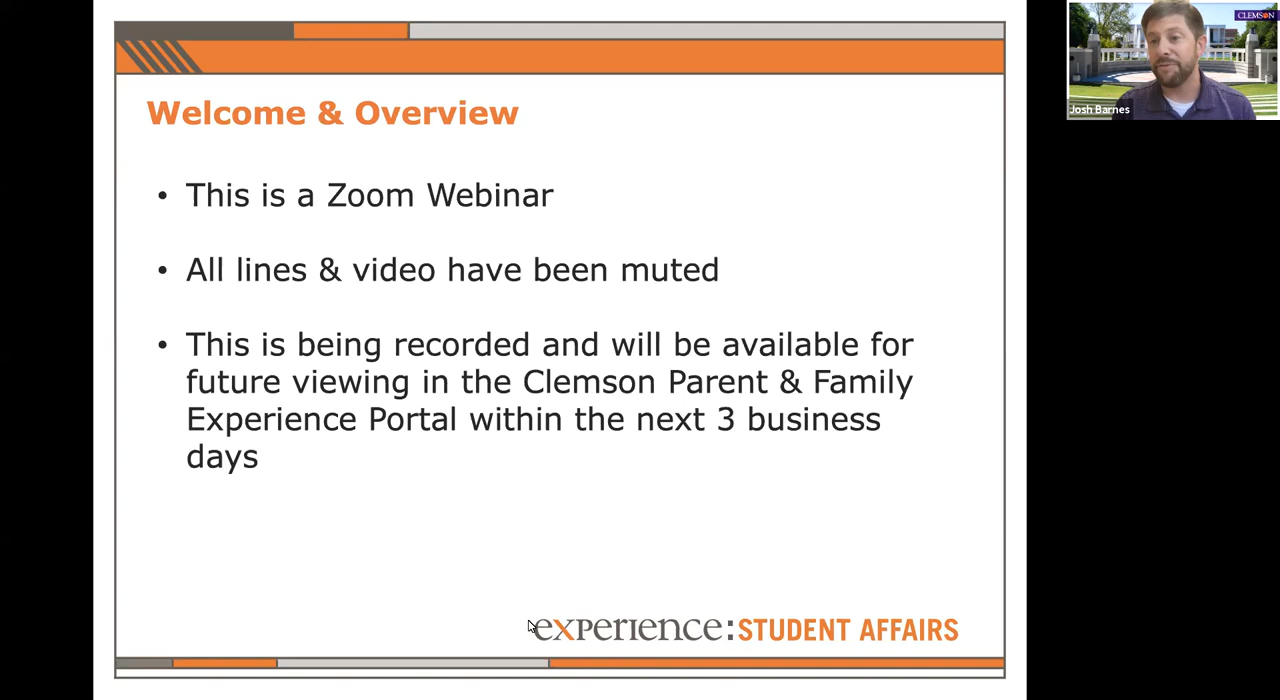 CLEMSON
Josh Barnes
Welcome & Overview
• This is a Zoom Webinar
• All lines & video have been muted
• This is being recorded and will be available for
future viewing in the Clemson Parent & Family
Experience Portal within the next 3 business
days
experience:STUDENT AFFAIRS